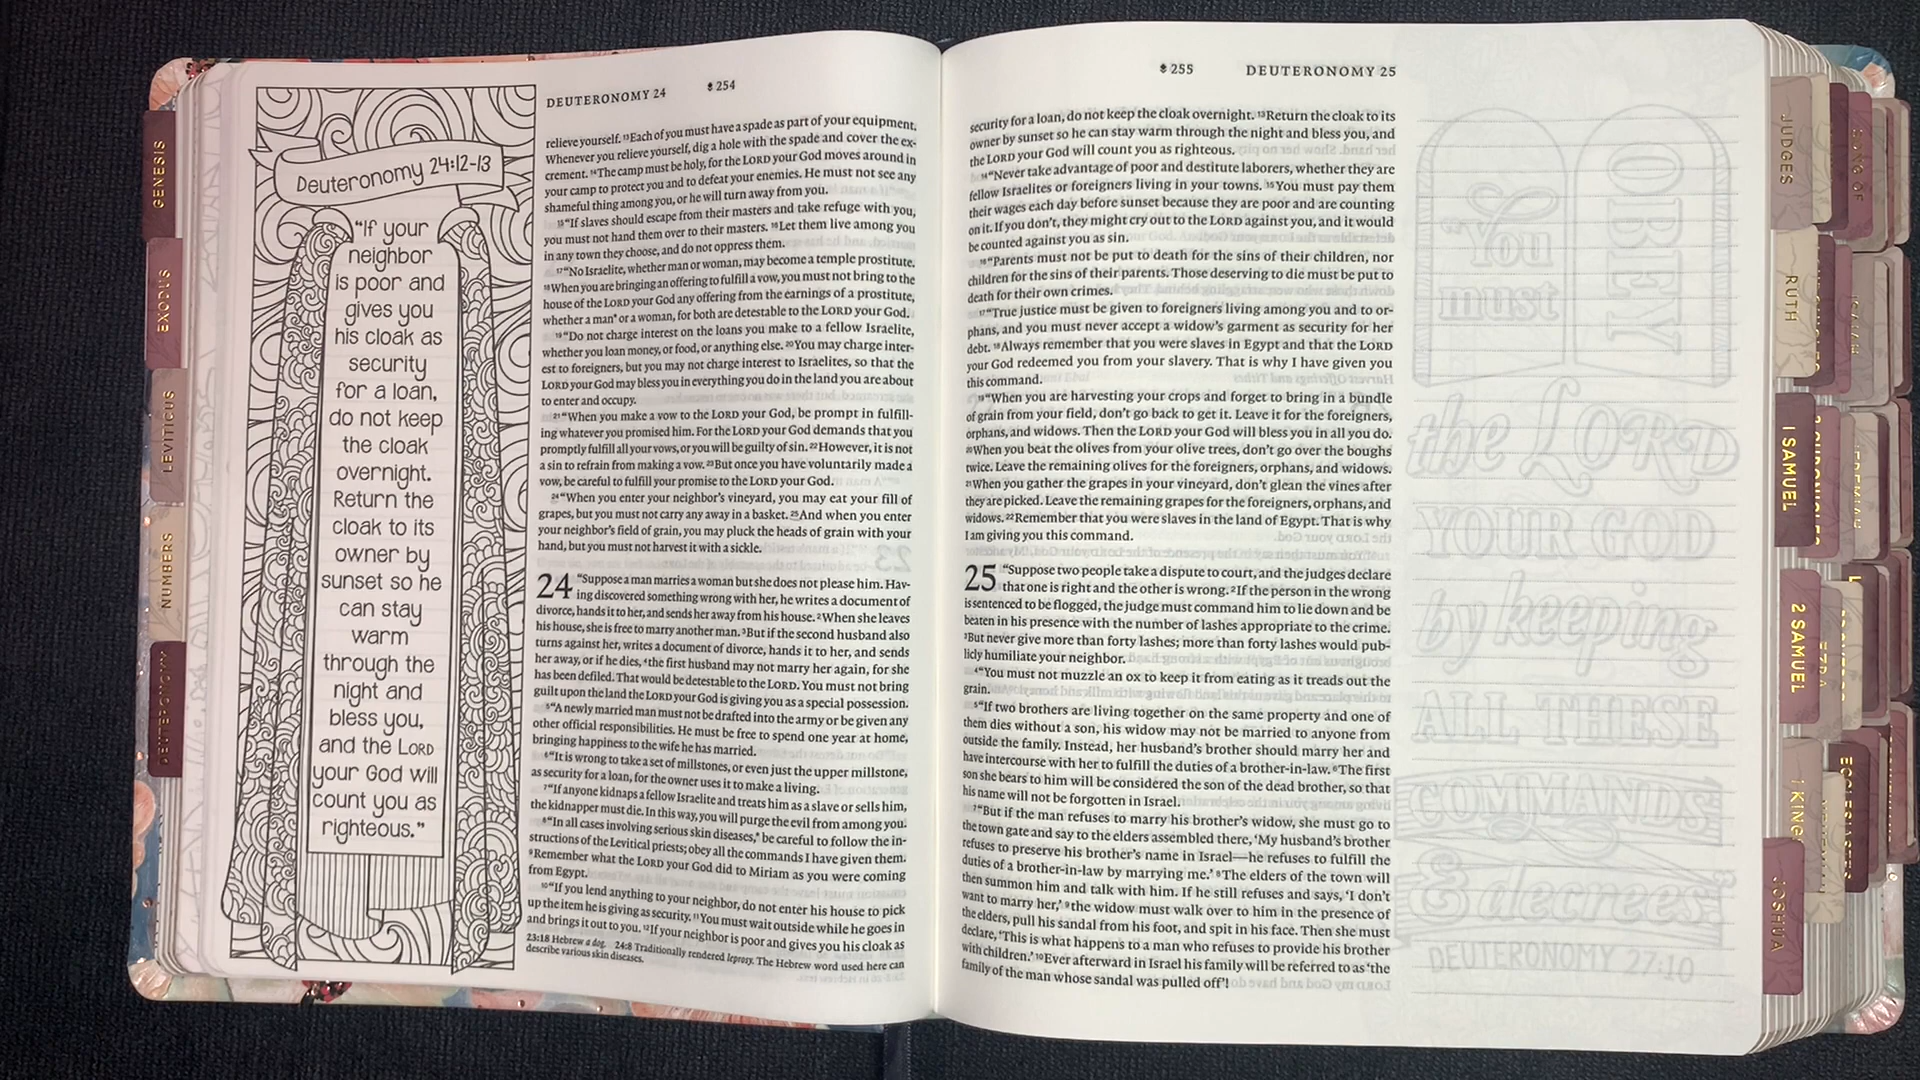 GENESIS
EXODUS
LEVITICUS
NUMBERS
DEUTERONOMY
Deuteronomy 24:12-13
"If your
neighbor
is poor and
gives you
his cloak as
security
for a loan,
do not keep
the cloak
overnight.
Return the
cloak to its
owner by
sunset so he
can stay
warm
through the
night and
bless you,
and the LORD
your God will
count you as
righteous."
DEUTERONOMY 24 254
relieve yourself. 13Each of you must have a spade as part of your equipment.
Whenever you relieve yourself, dig a hole with the spade and cover the ex-
crement. 14The camp must be holy, for the LORD your God moves around in
your camp to protect you and to defeat your enemies. He must not see any
shameful thing among you, or he will turn away from you.
15"If slaves should escape from their masters and take refuge with you,
you must not hand them over to their masters. 16Let them live among you
in any town they choose, and do not oppress them.
17"No Israelite, whether man or woman, may become a temple prostitute.
18When you are bringing an offering to fulfill a vow, you must not bring to the
house of the LORD your God any offering from the earnings of a prostitute,
whether a man* or a woman, for both are detestable to the LORD your God.
19"Do not charge interest on the loans you make to a fellow Israelite,
whether you loan money, or food, or anything else. 20You may charge inter-
est to foreigners, but you may not charge interest to Israelites, so that the
LORD your God may bless you in everything you do in the land you are about
to enter and occupy.
21"When you make a vow to the LORD your God, be prompt in fulfill-
ing whatever you promised him. For the LORD your God demands that you
promptly fulfill all your vows, or you will be guilty of sin. 22However, it is not
a sin to refrain from making a vow. 23But once you have voluntarily made a
vow, be careful to fulfill your promise to the LORD your God.
24"When you enter your neighbor's vineyard, you may eat your fill of
grapes, but you must not carry any away in a basket. 25And when you enter
your neighbor's field of grain, you may pluck the heads of grain with your
hand, but you must not harvest it with a sickle.
24 "Suppose a man marries a woman but she does not please him. Hav-
ing discovered something wrong with her, he writes a document of
divorce, hands it to her, and sends her away from his house. 2When she leaves
his house, she is free to marry another man. 3But if the second husband also
turns against her, writes a document of divorce, hands it to her, and sends
her away, or if he dies, 4the first husband may not marry her again, for she
has been defiled. That would be detestable to the LORD. You must not bring
guilt upon the land the LORD your God is giving you as a special possession.
5"A newly married man must not be drafted into the army or be given any
other official responsibilities. He must be free to spend one year at home,
bringing happiness to the wife he has married.
6"It is wrong to take a set of millstones, or even just the upper millstone,
as security for a loan, for the owner uses it to make a living.
7"If anyone kidnaps a fellow Israelite and treats him as a slave or sells him,
the kidnapper must die. In this way, you will purge the evil from among you.
8"In all cases involving serious skin diseases,* be careful to follow the in-
structions of the Levitical priests; obey all the commands I have given them.
9Remember what the LORD your God did to Miriam as you were coming
from Egypt.
10"If you lend anything to your neighbor, do not enter his house to pick
up the item he is giving as security. 11You must wait outside while he goes in
and brings it out to you. 12If your neighbor is poor and gives you his cloak as
23:18 Hebrew a dog. 24:8 Traditionally rendered leprosy. The Hebrew word used here can
describe various skin diseases.
255 DEUTERONOMY 25
security for a loan, do not keep the cloak overnight. 13Return the cloak to its
owner by sunset so he can stay warm through the night and bless you, and
the LORD your God will count you as righteous.
14"Never take advantage of poor and destitute laborers, whether they are
fellow Israelites or foreigners living in your towns. 15You must pay them
their wages each day before sunset because they are poor and are counting
on it. If you don't, they might cry out to the LORD against you, and it would
be counted against you as sin.
16"Parents must not be put to death for the sins of their children, nor
children for the sins of their parents. Those deserving to die must be put to
death for their own crimes.
17"True justice must be given to foreigners living among you and to or-
phans, and you must never accept a widow's garment as security for her
debt. 18Always remember that you were slaves in Egypt and that the LORD
your God redeemed you from your slavery. That is why I have given you
this command.
19"When you are harvesting your crops and forget to bring in a bundle
of grain from your field, don't go back to get it. Leave it for the foreigners,
orphans, and widows. Then the LORD your God will bless you in all you do.
20When you beat the olives from your olive trees, don't go over the boughs
twice. Leave the remaining olives for the foreigners, orphans, and widows.
21When you gather the grapes in your vineyard, don't glean the vines after
they are picked. Leave the remaining grapes for the foreigners, orphans, and
widows. 22Remember that you were slaves in the land of Egypt. That is why
I am giving you this command.
25 "Suppose two people take a dispute to court, and the judges declare
that one is right and the other is wrong. 2If the person in the wrong
is sentenced to be flogged, the judge must command him to lie down and be
beaten in his presence with the number of lashes appropriate to the crime.
3But never give more than forty lashes; more than forty lashes would pub-
licly humiliate your neighbor.
4"You must not muzzle an ox to keep it from eating as it treads out the
grain.
5"If two brothers are living together on the same property and one of
them dies without a son, his widow may not be married to anyone from
outside the family. Instead, her husband's brother should marry her and
have intercourse with her to fulfill the duties of a brother-in-law. 6The first
son she bears to him will be considered the son of the dead brother, so that
his name will not be forgotten in Israel.
7"But if the man refuses to marry his brother's widow, she must go to
the town gate and say to the elders assembled there, 'My husband's brother
refuses to preserve his brother's name in Israel—he refuses to fulfill the
duties of a brother-in-law by marrying me.' 8The elders of the town will
then summon him and talk with him. If he still refuses and says, 'I don't
want to marry her,' 9the widow must walk over to him in the presence of
the elders, pull his sandal from his foot, and spit in his face. Then she must
declare, 'This is what happens to a man who refuses to provide his brother
with children.' 10Ever afterward in Israel his family will be referred to as 'the
family of the man whose sandal was pulled off'!
You must OBEY
the LORD
YOUR GOD
by keeping
ALL THESE
COMMANDS
& decrees
DEUTERONOMY 27:10
JUDGES
RUTH
1 SAMUEL
2 SAMUEL
1 KING
JOSHUA
SONG OF
ECCLESIASTES